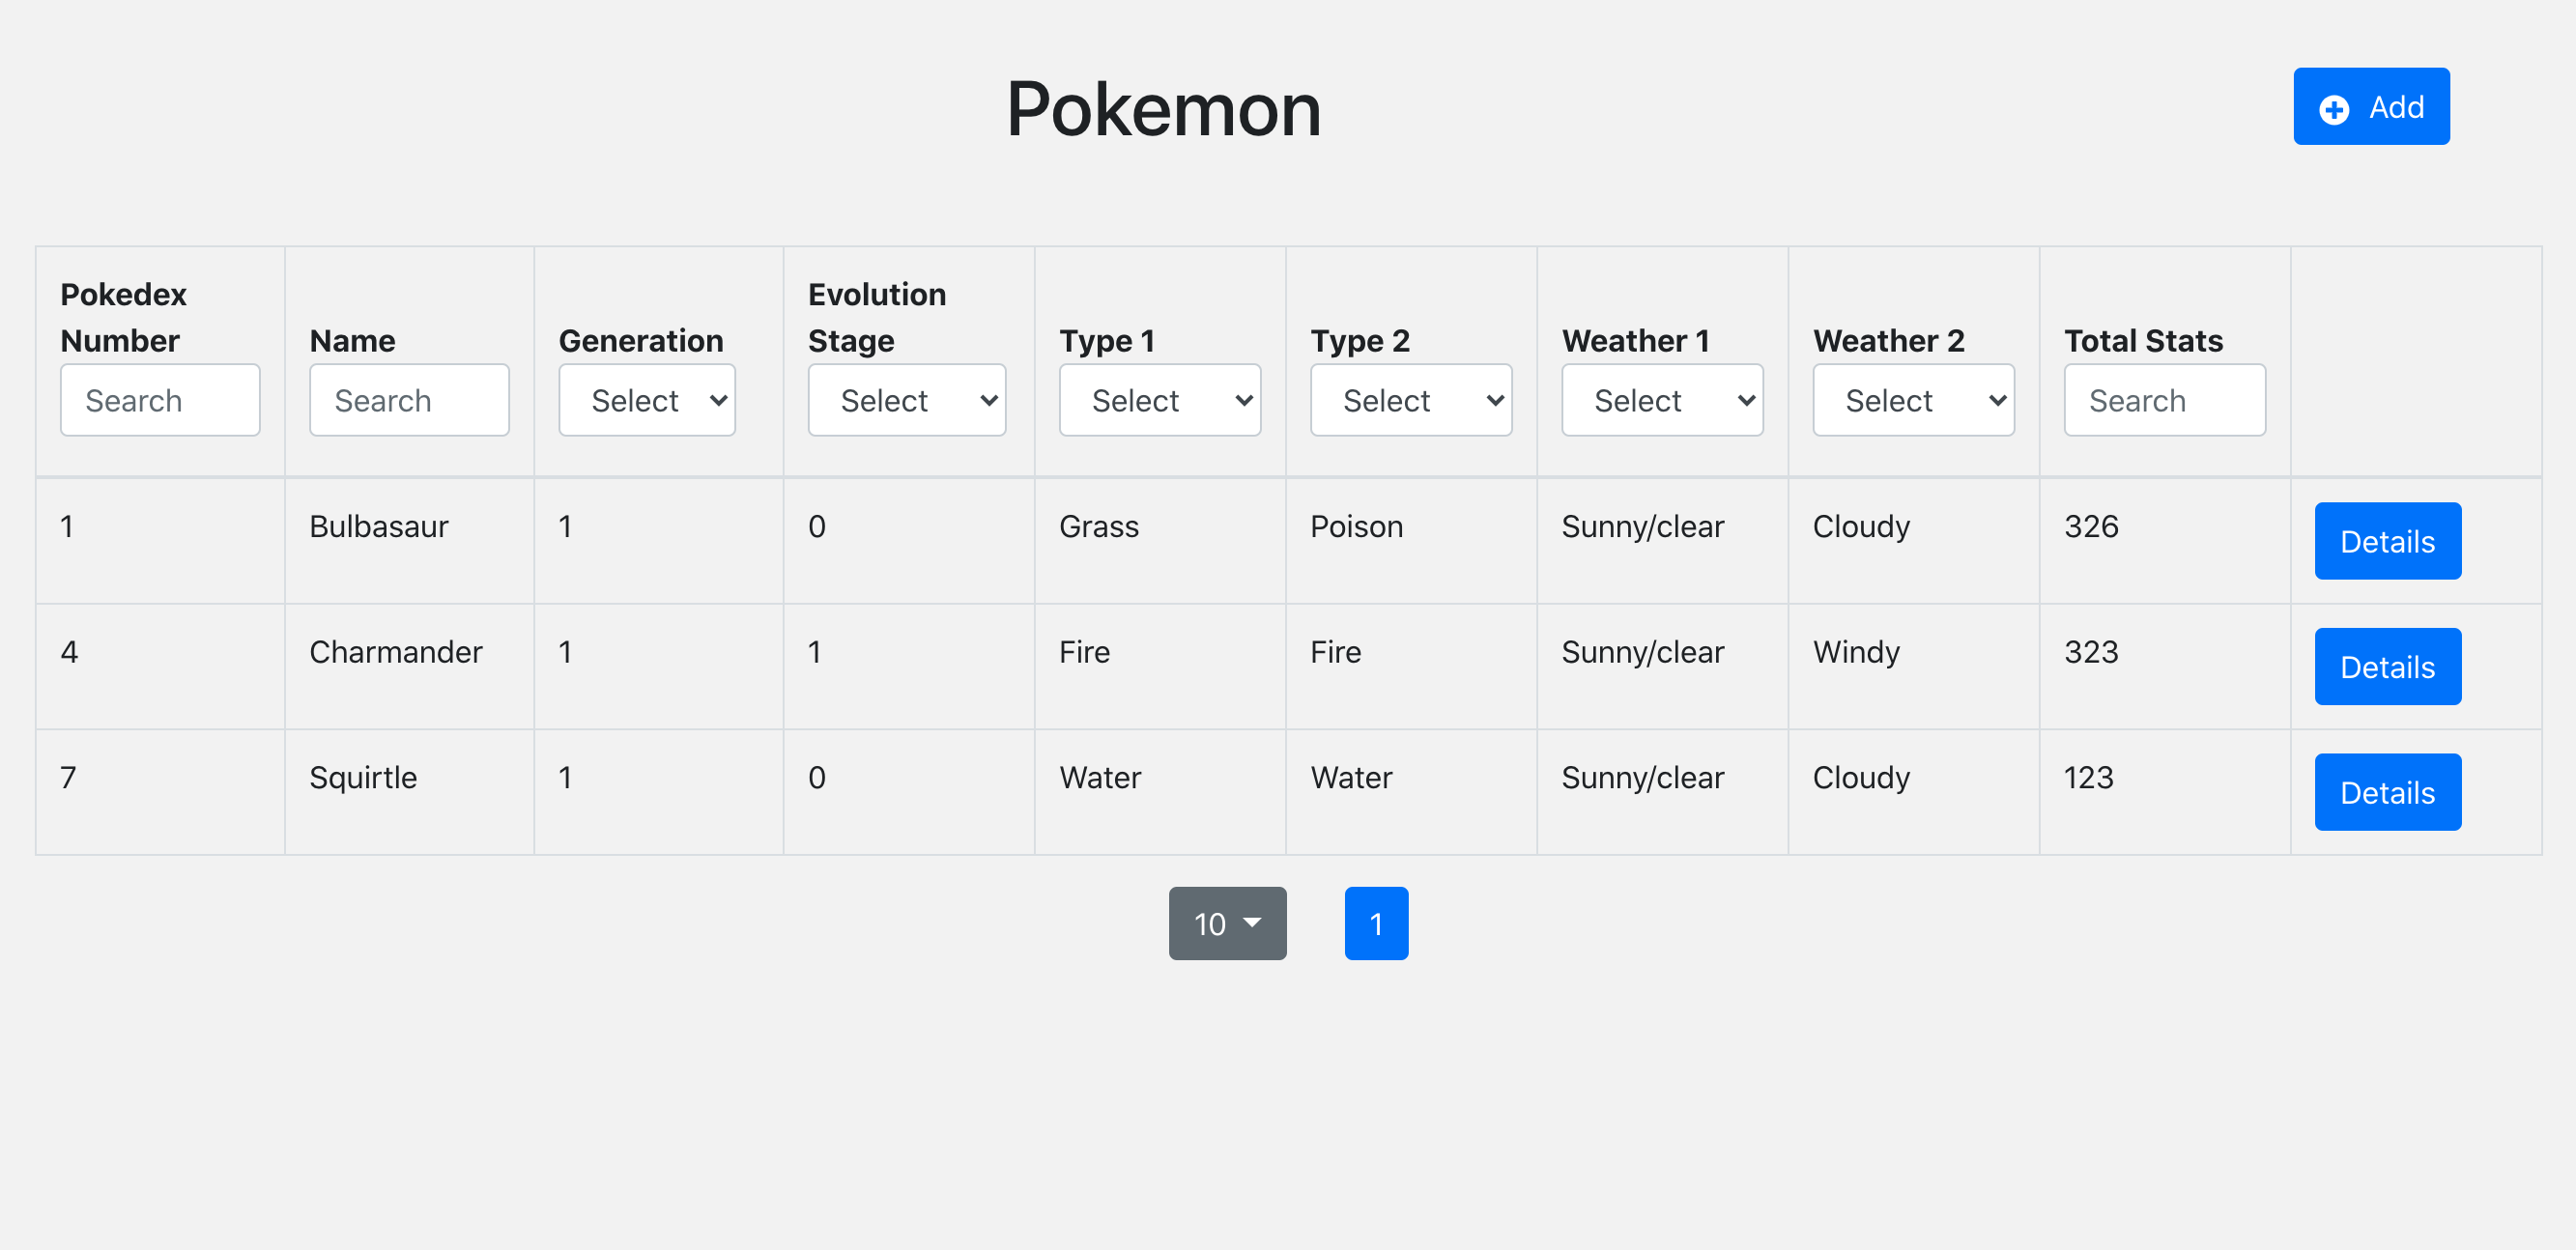 Pokemon
Add
Pokedex Number Name Generation Evolution Stage Type 1 Type 2 Weather 1 Weather 2 Total Stats
Search Search Select Select Select Select Select Select Search
1 Bulbasaur 1 0 Grass Poison Sunny/clear Cloudy 326 Details
4 Charmander 1 1 Fire Fire Sunny/clear Windy 323 Details
7 Squirtle 1 0 Water Water Sunny/clear Cloudy 123 Details
10 1